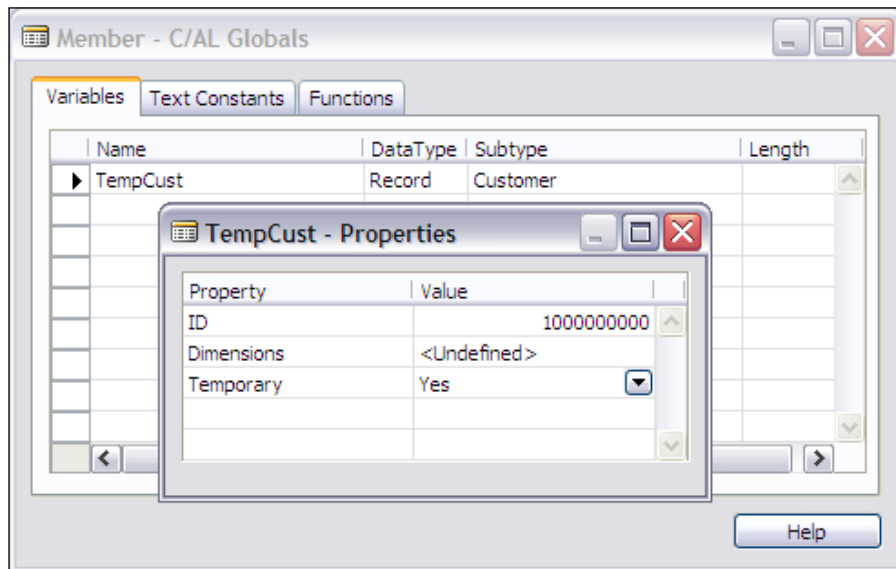 Member - C/AL Globals
Variables Text Constants Functions
Name DataType Subtype Length
TempCust Record Customer
TempCust - Properties
Property Value
ID 1000000000
Dimensions <Undefined>
Temporary Yes
Help